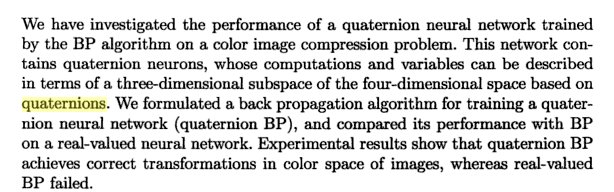 We have investigated the performance of a quaternion neural network trained
by the BP algorithm on a color image compression problem. This network con-
tains quaternion neurons, whose computations and variables can be described
in terms of a three-dimensional subspace of the four-dimensional space based on
quaternions. We formulated a back propagation algorithm for training a quater-
nion neural network (quaternion BP), and compared its performance with BP
on a real-valued neural network. Experimental results show that quaternion BP
achieves correct transformations in color space of images, whereas real-valued
BP failed.